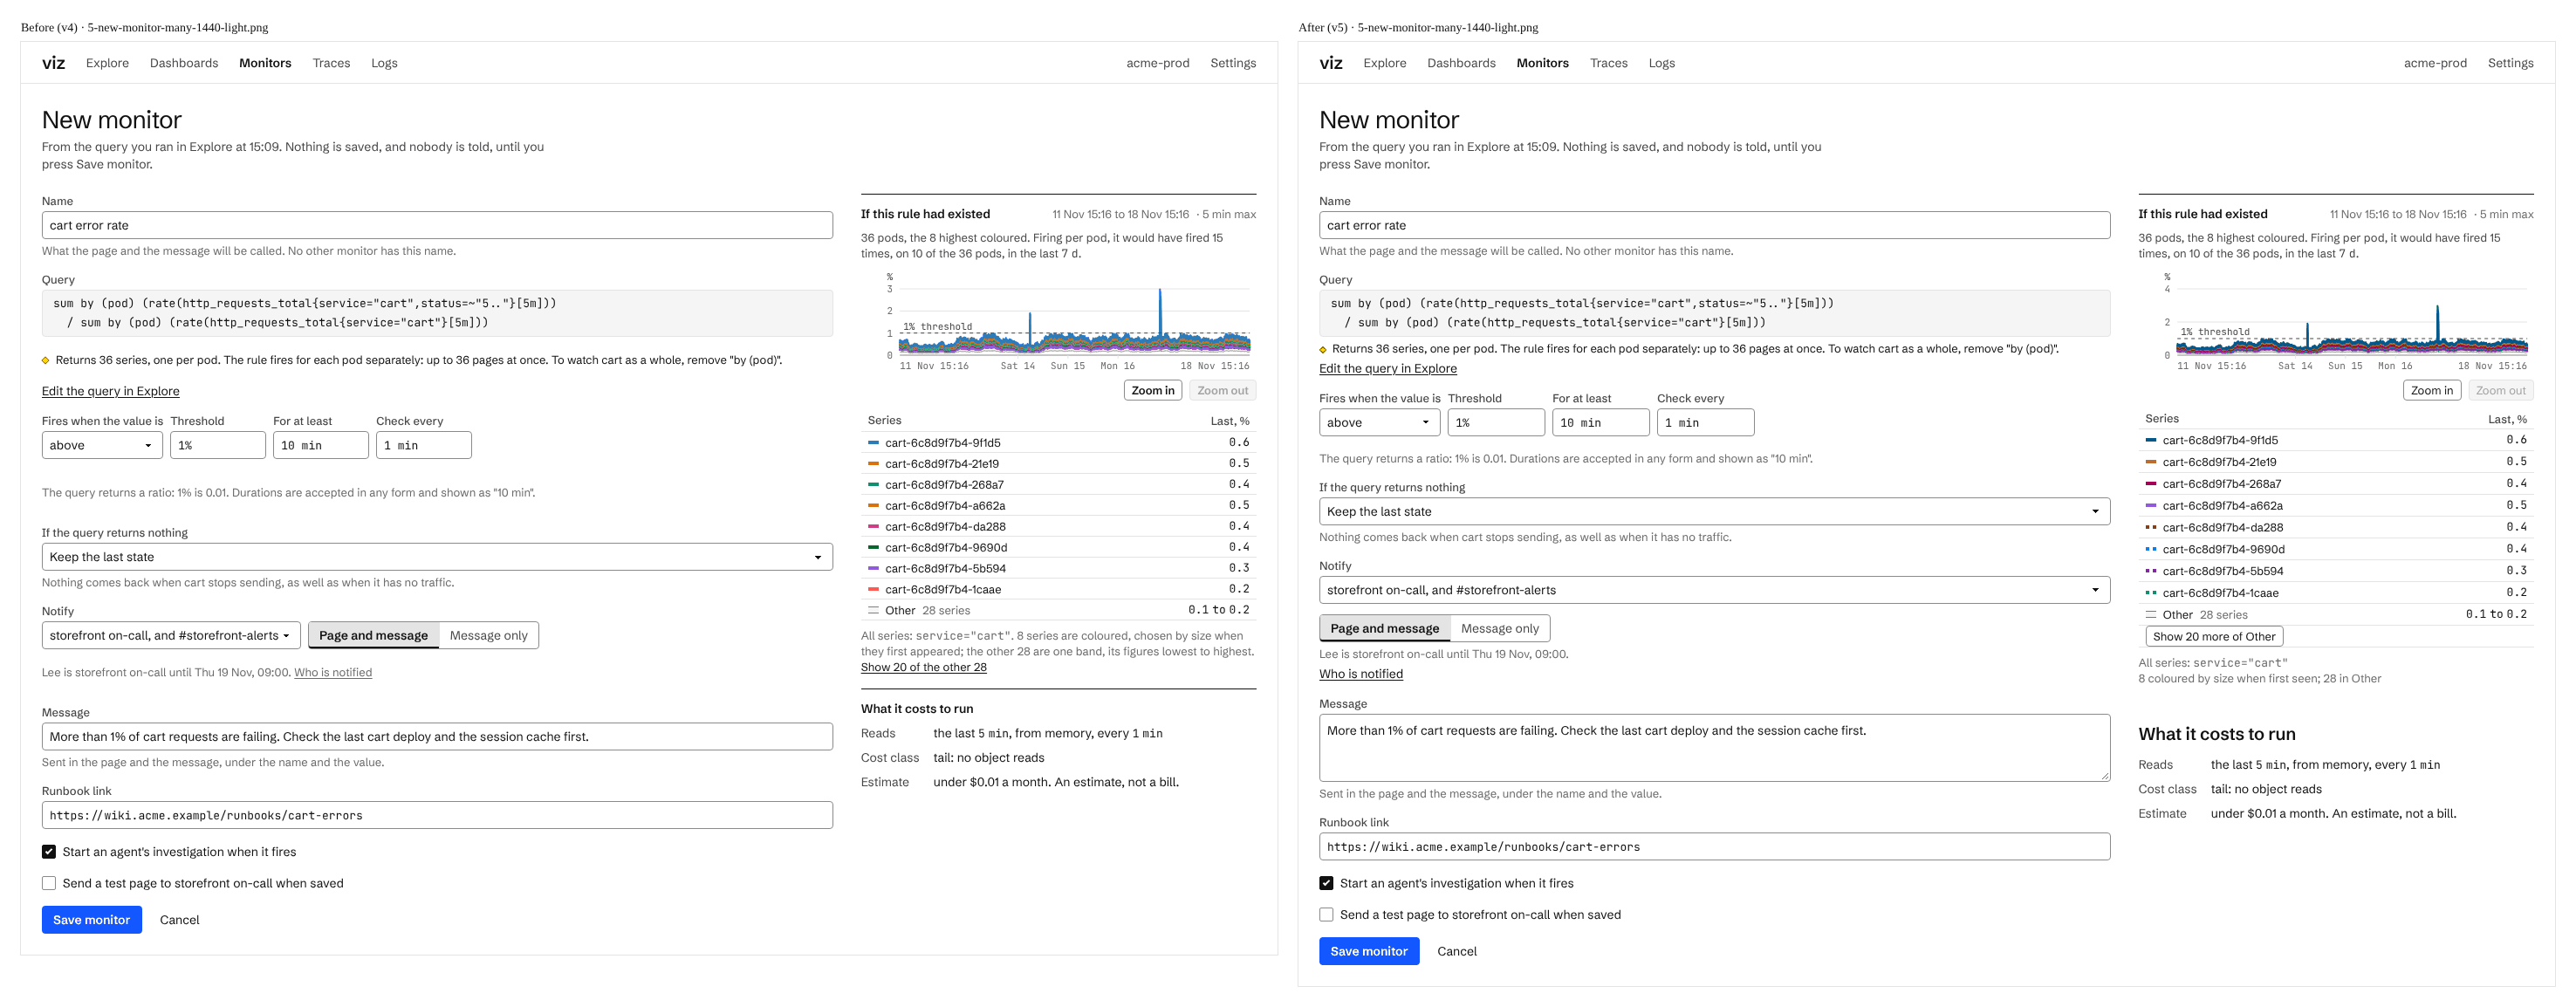 Before (v4) · 5-new-monitor-many-1440-light.png
viz Explore Dashboards Monitors Traces Logs acme-prod Settings
New monitor
From the query you ran in Explore at 15:09. Nothing is saved, and nobody is told, until you
press Save monitor.
Name
cart error rate
What the page and the message will be called. No other monitor has this name.
Query
sum by (pod) (rate(http_requests_total{service="cart",status=~"5.."}[5m]))
/ sum by (pod) (rate(http_requests_total{service="cart"}[5m]))
Returns 36 series, one per pod. The rule fires for each pod separately: up to 36 pages at once. To watch cart as a whole, remove "by (pod)".
Edit the query in Explore
Fires when the value is Threshold For at least Check every
above 1% 10 min 1 min
The query returns a ratio: 1% is 0.01. Durations are accepted in any form and shown as "10 min".
If the query returns nothing
Keep the last state
Nothing comes back when cart stops sending, as well as when it has no traffic.
Notify
storefront on-call, and #storefront-alerts Page and message Message only
Lee is storefront on-call until Thu 19 Nov, 09:00. Who is notified
Message
More than 1% of cart requests are failing. Check the last cart deploy and the session cache first.
Sent in the page and the message, under the name and the value.
Runbook link
https://wiki.acme.example/runbooks/cart-errors
Start an agent's investigation when it fires
Send a test page to storefront on-call when saved
Save monitor Cancel
If this rule had existed 11 Nov 15:16 to 18 Nov 15:16 · 5 min max
36 pods, the 8 highest coloured. Firing per pod, it would have fired 15
times, on 10 of the 36 pods, in the last 7 d.
%
3
2
1% threshold
1
0
11 Nov 15:16 Sat 14 Sun 15 Mon 16 18 Nov 15:16
Zoom in Zoom out
Series Last, %
cart-6c8d9f7b4-9f1d5 0.6
cart-6c8d9f7b4-21e19 0.5
cart-6c8d9f7b4-268a7 0.4
cart-6c8d9f7b4-a662a 0.5
cart-6c8d9f7b4-da288 0.4
cart-6c8d9f7b4-9690d 0.4
cart-6c8d9f7b4-5b594 0.3
cart-6c8d9f7b4-1caae 0.2
Other 28 series 0.1 to 0.2
All series: service="cart". 8 series are coloured, chosen by size when
they first appeared; the other 28 are one band, its figures lowest to highest.
Show 20 of the other 28
What it costs to run
Reads the last 5 min, from memory, every 1 min
Cost class tail: no object reads
Estimate under $0.01 a month. An estimate, not a bill.
After (v5) · 5-new-monitor-many-1440-light.png
viz Explore Dashboards Monitors Traces Logs acme-prod Settings
New monitor
From the query you ran in Explore at 15:09. Nothing is saved, and nobody is told, until you
press Save monitor.
Name
cart error rate
What the page and the message will be called. No other monitor has this name.
Query
sum by (pod) (rate(http_requests_total{service="cart",status=~"5.."}[5m]))
/ sum by (pod) (rate(http_requests_total{service="cart"}[5m]))
Returns 36 series, one per pod. The rule fires for each pod separately: up to 36 pages at once. To watch cart as a whole, remove "by (pod)".
Edit the query in Explore
Fires when the value is Threshold For at least Check every
above 1% 10 min 1 min
The query returns a ratio: 1% is 0.01. Durations are accepted in any form and shown as "10 min".
If the query returns nothing
Keep the last state
Nothing comes back when cart stops sending, as well as when it has no traffic.
Notify
storefront on-call, and #storefront-alerts
Page and message Message only
Lee is storefront on-call until Thu 19 Nov, 09:00.
Who is notified
Message
More than 1% of cart requests are failing. Check the last cart deploy and the session cache first.
Sent in the page and the message, under the name and the value.
Runbook link
https://wiki.acme.example/runbooks/cart-errors
Start an agent's investigation when it fires
Send a test page to storefront on-call when saved
Save monitor Cancel
If this rule had existed 11 Nov 15:16 to 18 Nov 15:16 · 5 min max
36 pods, the 8 highest coloured. Firing per pod, it would have fired 15
times, on 10 of the 36 pods, in the last 7 d.
%
4
2
1% threshold
0
11 Nov 15:16 Sat 14 Sun 15 Mon 16 18 Nov 15:16
Zoom in Zoom out
Series Last, %
cart-6c8d9f7b4-9f1d5 0.6
cart-6c8d9f7b4-21e19 0.5
cart-6c8d9f7b4-268a7 0.4
cart-6c8d9f7b4-a662a 0.5
cart-6c8d9f7b4-da288 0.4
cart-6c8d9f7b4-9690d 0.4
cart-6c8d9f7b4-5b594 0.3
cart-6c8d9f7b4-1caae 0.2
Other 28 series 0.1 to 0.2
Show 20 more of Other
All series: service="cart"
8 coloured by size when first seen; 28 in Other
What it costs to run
Reads the last 5 min, from memory, every 1 min
Cost class tail: no object reads
Estimate under $0.01 a month. An estimate, not a bill.